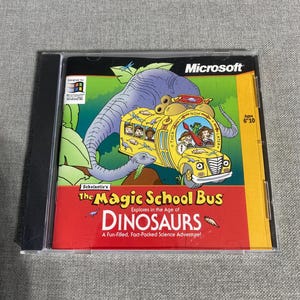 Microsoft
Ages
6 to 10
Scholastic's
The Magic School Bus
Explores in the Age of
DINOSAURS
A Fun-Filled, Fact-Packed Science Adventure!